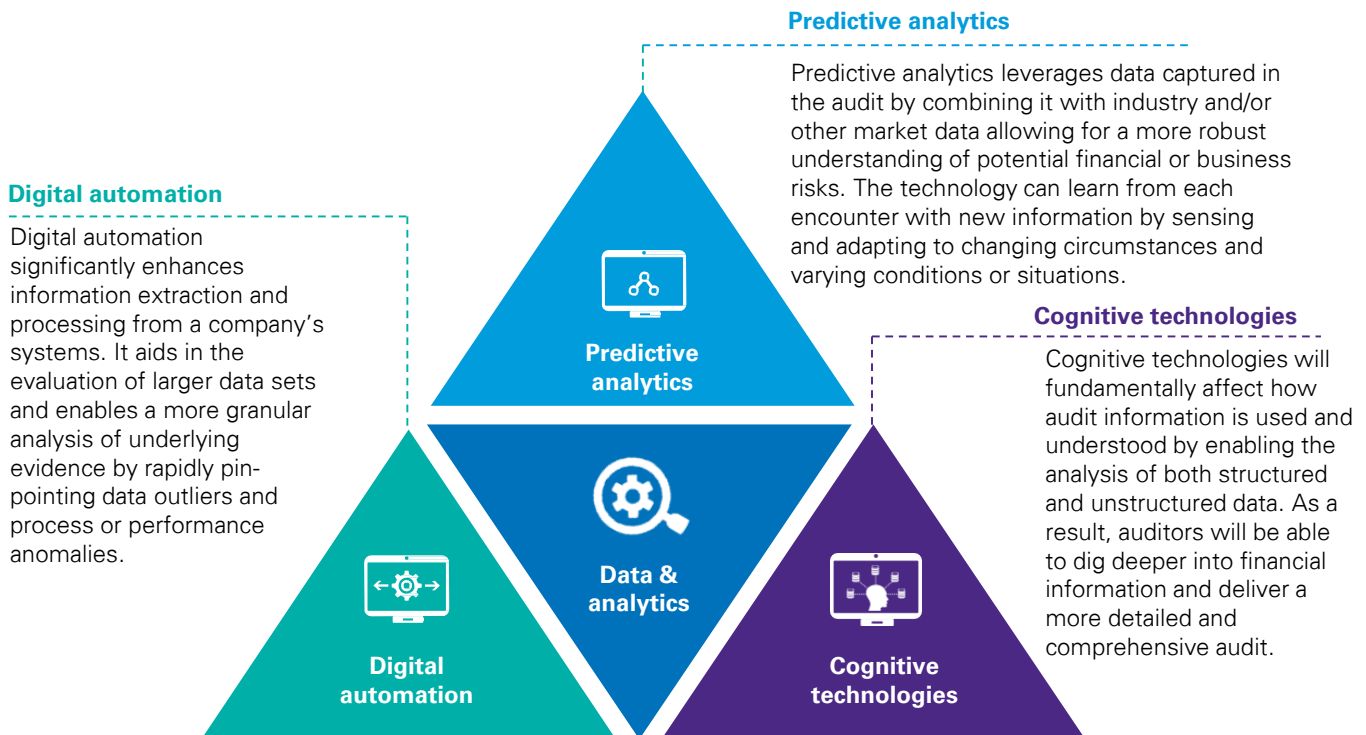 Predictive analytics
Predictive analytics leverages data captured in
the audit by combining it with industry and/or
other market data allowing for a more robust
understanding of potential financial or business
risks. The technology can learn from each
encounter with new information by sensing
and adapting to changing circumstances and
varying conditions or situations.
Digital automation
Digital automation
significantly enhances
information extraction and
processing from a company's
systems. It aids in the
evaluation of larger data sets
and enables a more granular
analysis of underlying
evidence by rapidly pin-
pointing data outliers and
process or performance
anomalies.
Cognitive technologies
Cognitive technologies will
fundamentally affect how
audit information is used and
understood by enabling the
analysis of both structured
and unstructured data. As a
result, auditors will be able
to dig deeper into financial
information and deliver a
more detailed and
comprehensive audit.
Predictive
analytics
Data &
analytics
Digital
automation
Cognitive
technologies